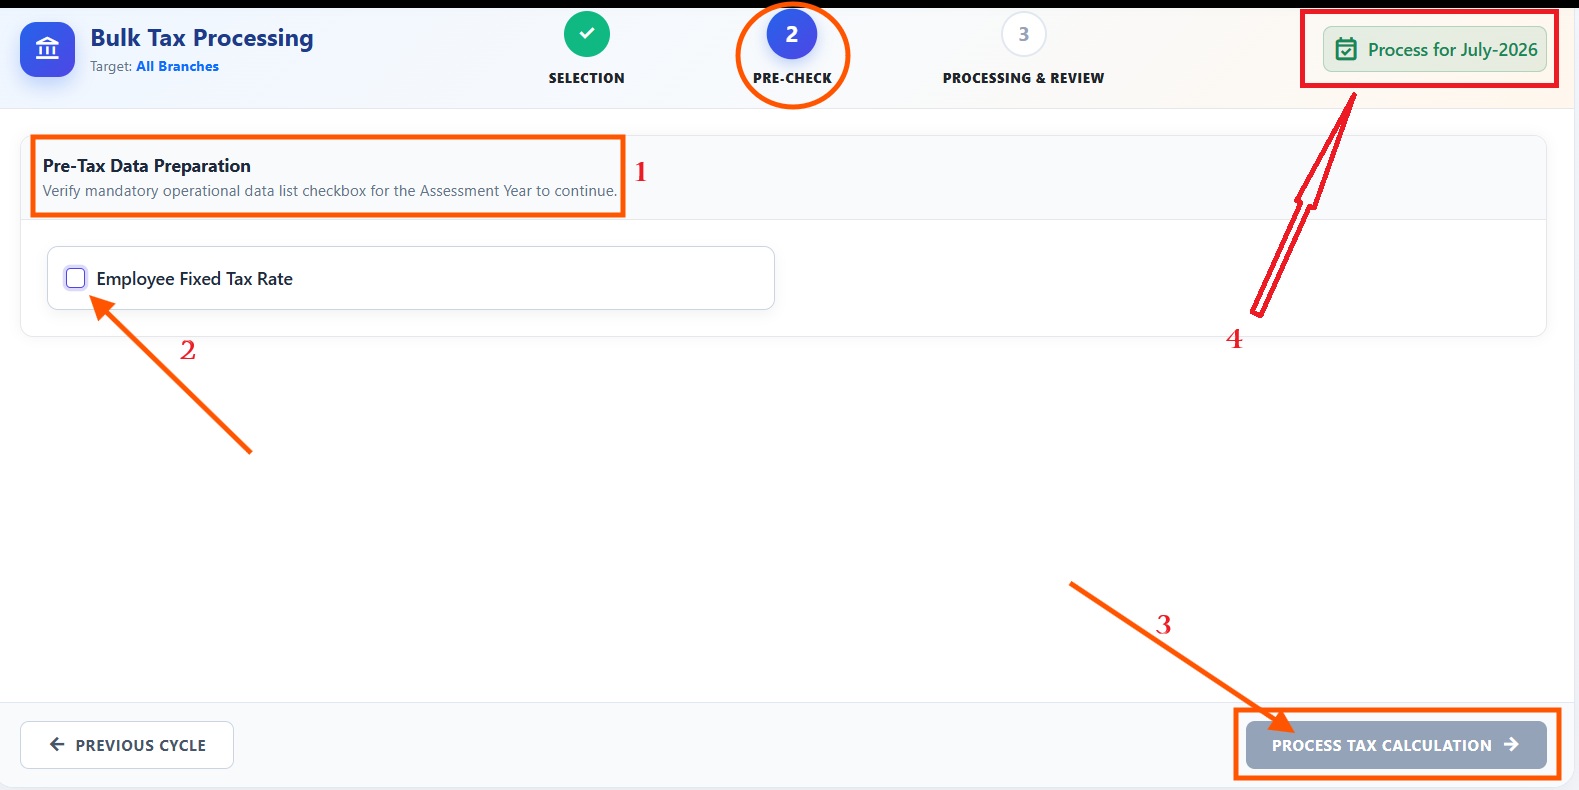 Bulk Tax Processing
Target: All Branches
SELECTION
2
PRE-CHECK
3
PROCESSING & REVIEW
Process for July-2026
Pre-Tax Data Preparation
Verify mandatory operational data list checkbox for the Assessment Year to continue.
1
Employee Fixed Tax Rate
2
4
3
PREVIOUS CYCLE
PROCESS TAX CALCULATION